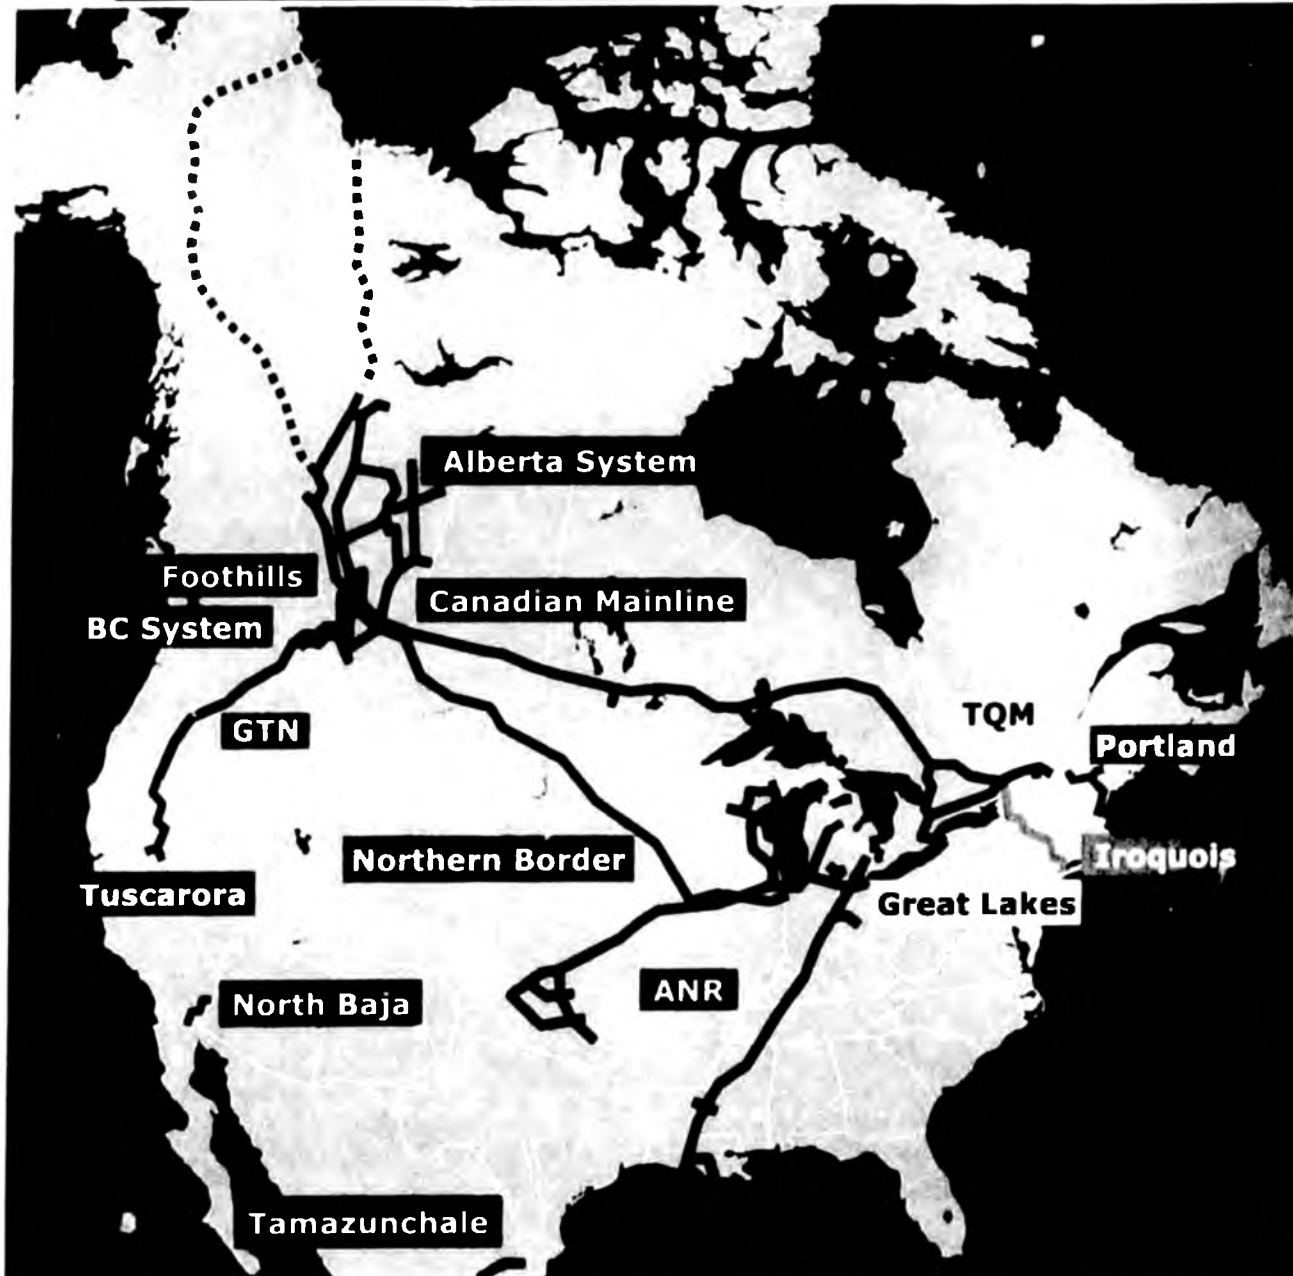 Alberta System
Foothills
Canadian Mainline
BC System
TQM
GTN
Portland
Northern Border
Iroquois
Tuscarora
Great Lakes
ANR
North Baja
Tamazunchale